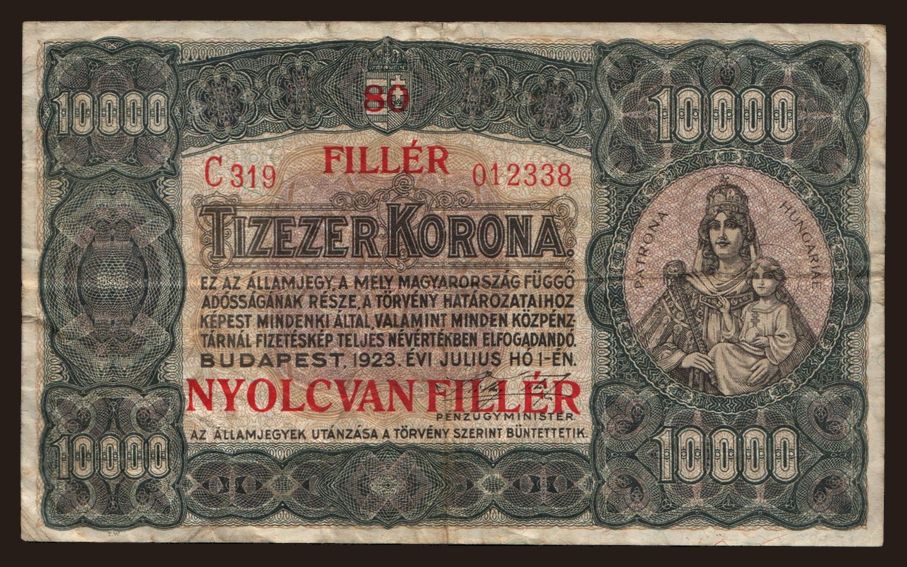 10000
80
10000
FILLÉR
C 319
012338
TIZEZER KORONA.
PATRONA HUNGARIAE
EZ AZ ÁLLAMJEGY, A MELY MAGYARORSZÁG FÜGGŐ
ADÓSSÁGÁNAK RÉSZE, A TÖRVÉNY HATÁROZATAIHOZ
KÉPEST MINDENKI ÁLTAL, VALAMINT MINDEN KÖZPÉNZ
TÁRNÁL FIZETÉSKÉP TELJES NÉVÉRTÉKBEN ELFOGADANDÓ.
BUDAPEST, 1923. ÉVI JULIUS HÓ 1-ÉN.
NYOLCVAN FILLÉR
PÉNZÜGYMINISTER.
AZ ÁLLAMJEGYEK UTÁNZÁSA A TÖRVÉNY SZERINT BÜNTETTETIK.
10000
10000